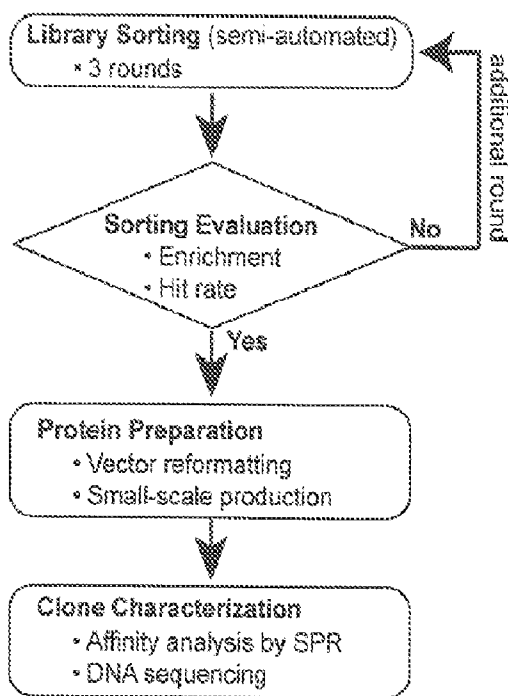 Library Sorting (semi-automated)
• 3 rounds
additional round
Sorting Evaluation
• Enrichment
• Hit rate
No
Yes
Protein Preparation
• Vector reformatting
• Small-scale production
Clone Characterization
• Affinity analysis by SPR
• DNA sequencing